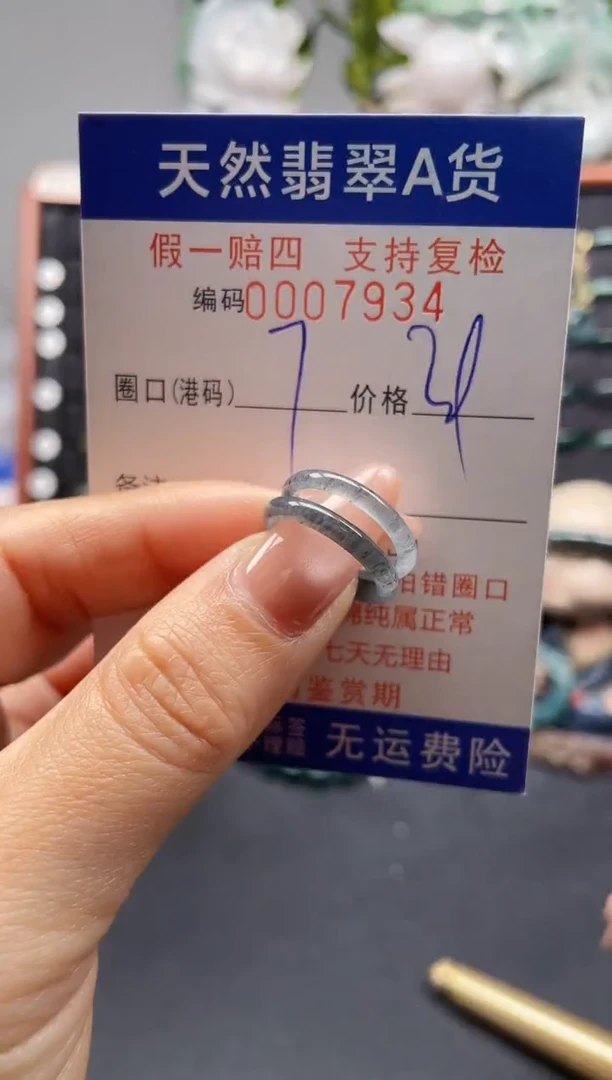 天然翡翠A货
假一赔四 支持复检
编码0007934
圈口(港码) 7 价格
备注
错圈口
纯属正常
七天无理由
鉴赏期
无运费险